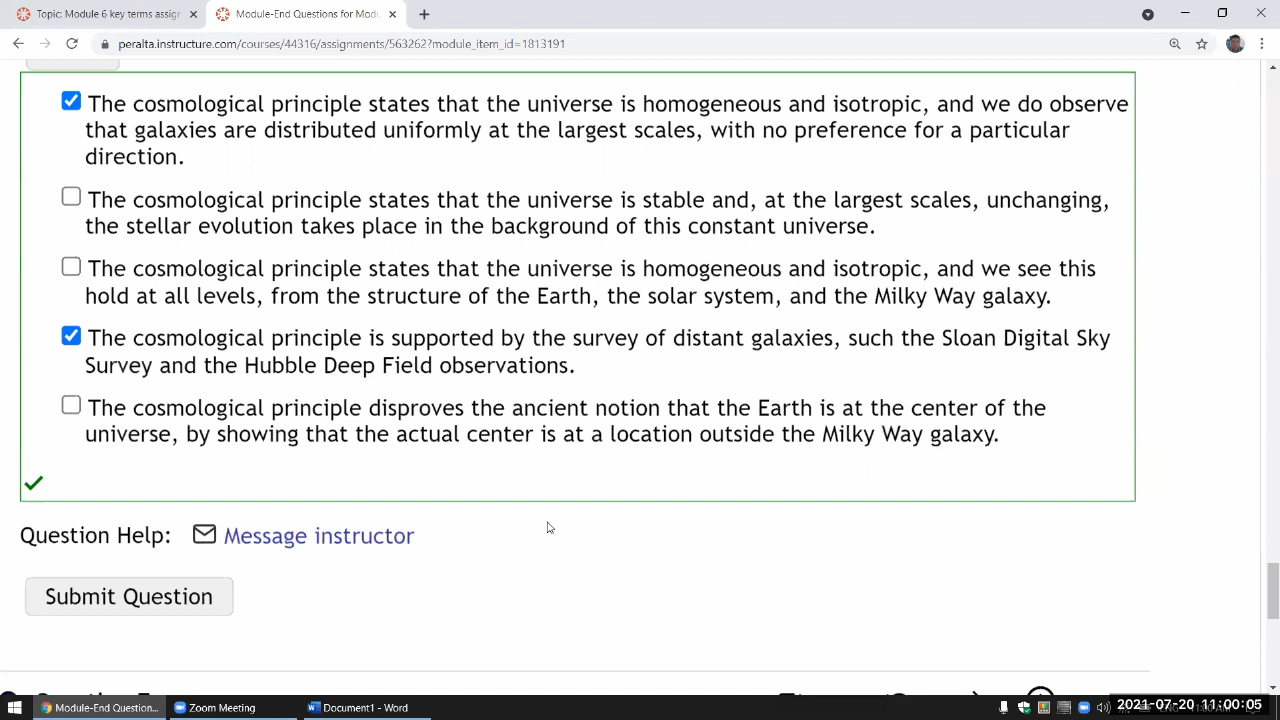 Topic: Module 6 key terms assign
Module-End Questions for Modu
peralta.instructure.com/courses/44316/assignments/563262?module_item_id=1813191
The cosmological principle states that the universe is homogeneous and isotropic, and we do observe
that galaxies are distributed uniformly at the largest scales, with no preference for a particular
direction.
The cosmological principle states that the universe is stable and, at the largest scales, unchanging,
the stellar evolution takes place in the background of this constant universe.
The cosmological principle states that the universe is homogeneous and isotropic, and we see this
hold at all levels, from the structure of the Earth, the solar system, and the Milky Way galaxy.
The cosmological principle is supported by the survey of distant galaxies, such the Sloan Digital Sky
Survey and the Hubble Deep Field observations.
The cosmological principle disproves the ancient notion that the Earth is at the center of the
universe, by showing that the actual center is at a location outside the Milky Way galaxy.
Question Help: Message instructor
Submit Question
Module-End Question...
Zoom Meeting
Document1 - Word
2021-07-20 11:00:05